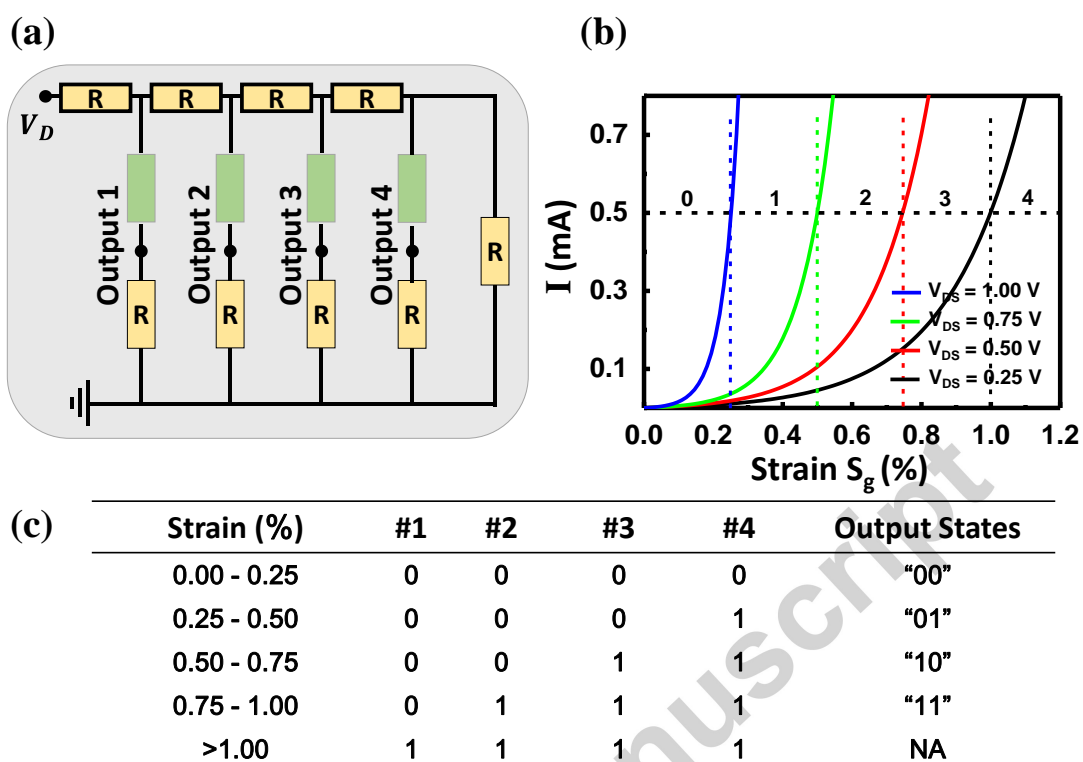 (a)
R R R R
V_D
Output 1
Output 2
Output 3
Output 4
R
R R R R
(b)
I (mA)
0.7
0.5
0.3
0.1
0 1 2 3 4
V_DS = 1.00 V
V_DS = 0.75 V
V_DS = 0.50 V
V_DS = 0.25 V
0.0 0.2 0.4 0.6 0.8 1.0 1.2
Strain S_g (%)
(c)
Strain (%) #1 #2 #3 #4 Output States
0.00 - 0.25 0 0 0 0 “00”
0.25 - 0.50 0 0 0 1 “01”
0.50 - 0.75 0 0 1 1 “10”
0.75 - 1.00 0 1 1 1 “11”
>1.00 1 1 1 1 NA
nuscript